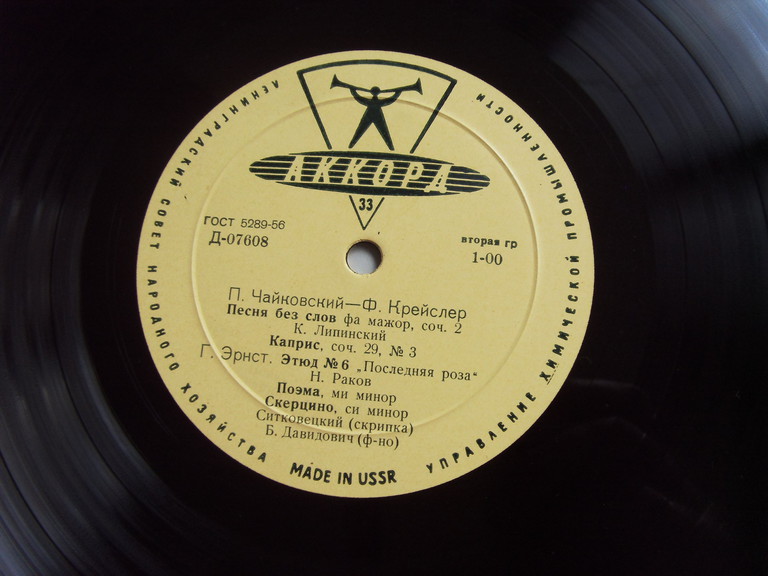 ЛЕНИНГРАДСКИЙ СОВЕТ НАРОДНОГО ХОЗЯЙСТВА
УПРАВЛЕНИЕ ХИМИЧЕСКОЙ ПРОМЫШЛЕННОСТИ
АККОРД
33
ГОСТ 5289-56
Д-07608
вторая гр
1-00
П. Чайковский—Ф. Крейслер
Песня без слов фа мажор, соч. 2
К. Липинский
Каприс, соч. 29, № 3
Г. Эрнст. Этюд № 6 „Последняя роза“
Н. Раков
Поэма, ми минор
Скерцино, си минор
Ситковецкий (скрипка)
Б. Давидович (ф-но)
MADE IN USSR